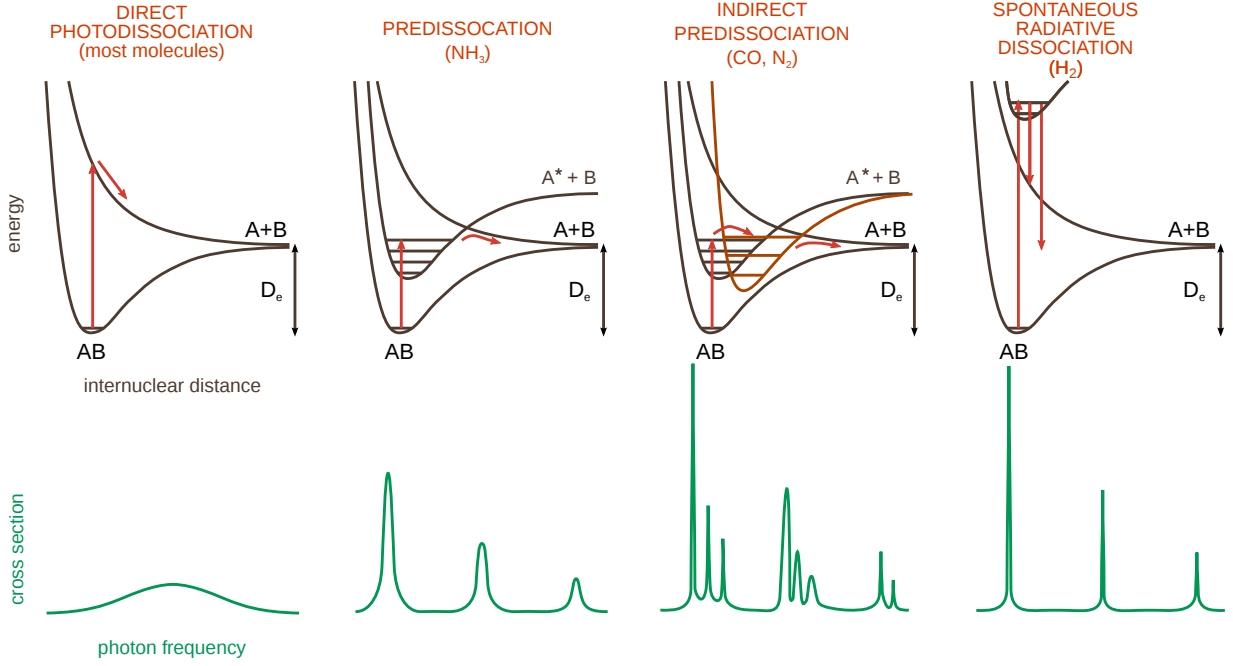 DIRECT
PHOTODISSOCIATION
(most molecules)
PREDISSOCATION
(NH₃)
INDIRECT
PREDISSOCIATION
(CO, N₂)
SPONTANEOUS
RADIATIVE
DISSOCIATION
(H₂)
energy
A+B
Dₑ
AB
internuclear distance
A* + B
A+B
Dₑ
AB
A* + B
A+B
Dₑ
AB
A+B
Dₑ
AB
cross section
photon frequency